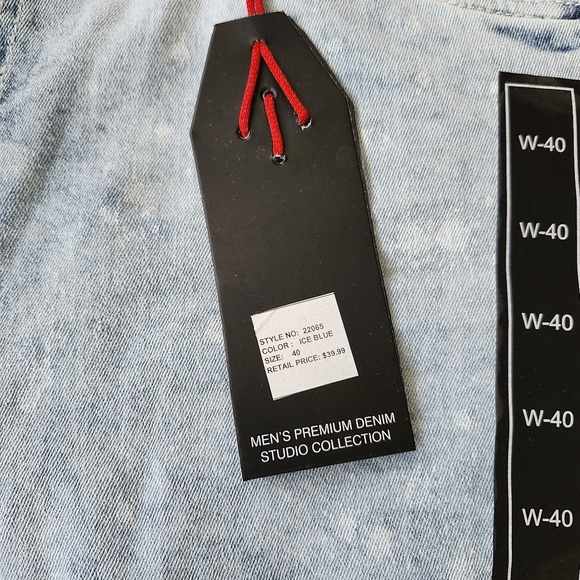 STYLE NO: 22065
COLOR : ICE BLUE
SIZE: 40
RETAIL PRICE: $39.99
MEN'S PREMIUM DENIM
STUDIO COLLECTION
W-40
W-40
W-40
W-40
W-40